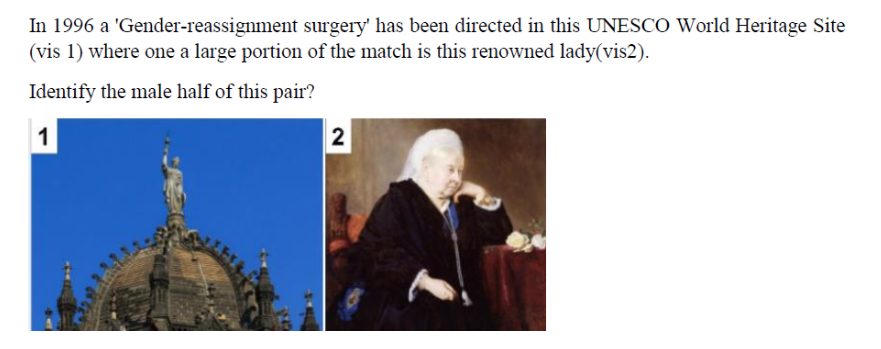 In 1996 a 'Gender-reassignment surgery' has been directed in this UNESCO World Heritage Site
(vis 1) where one a large portion of the match is this renowned lady(vis2).
Identify the male half of this pair?
1
2